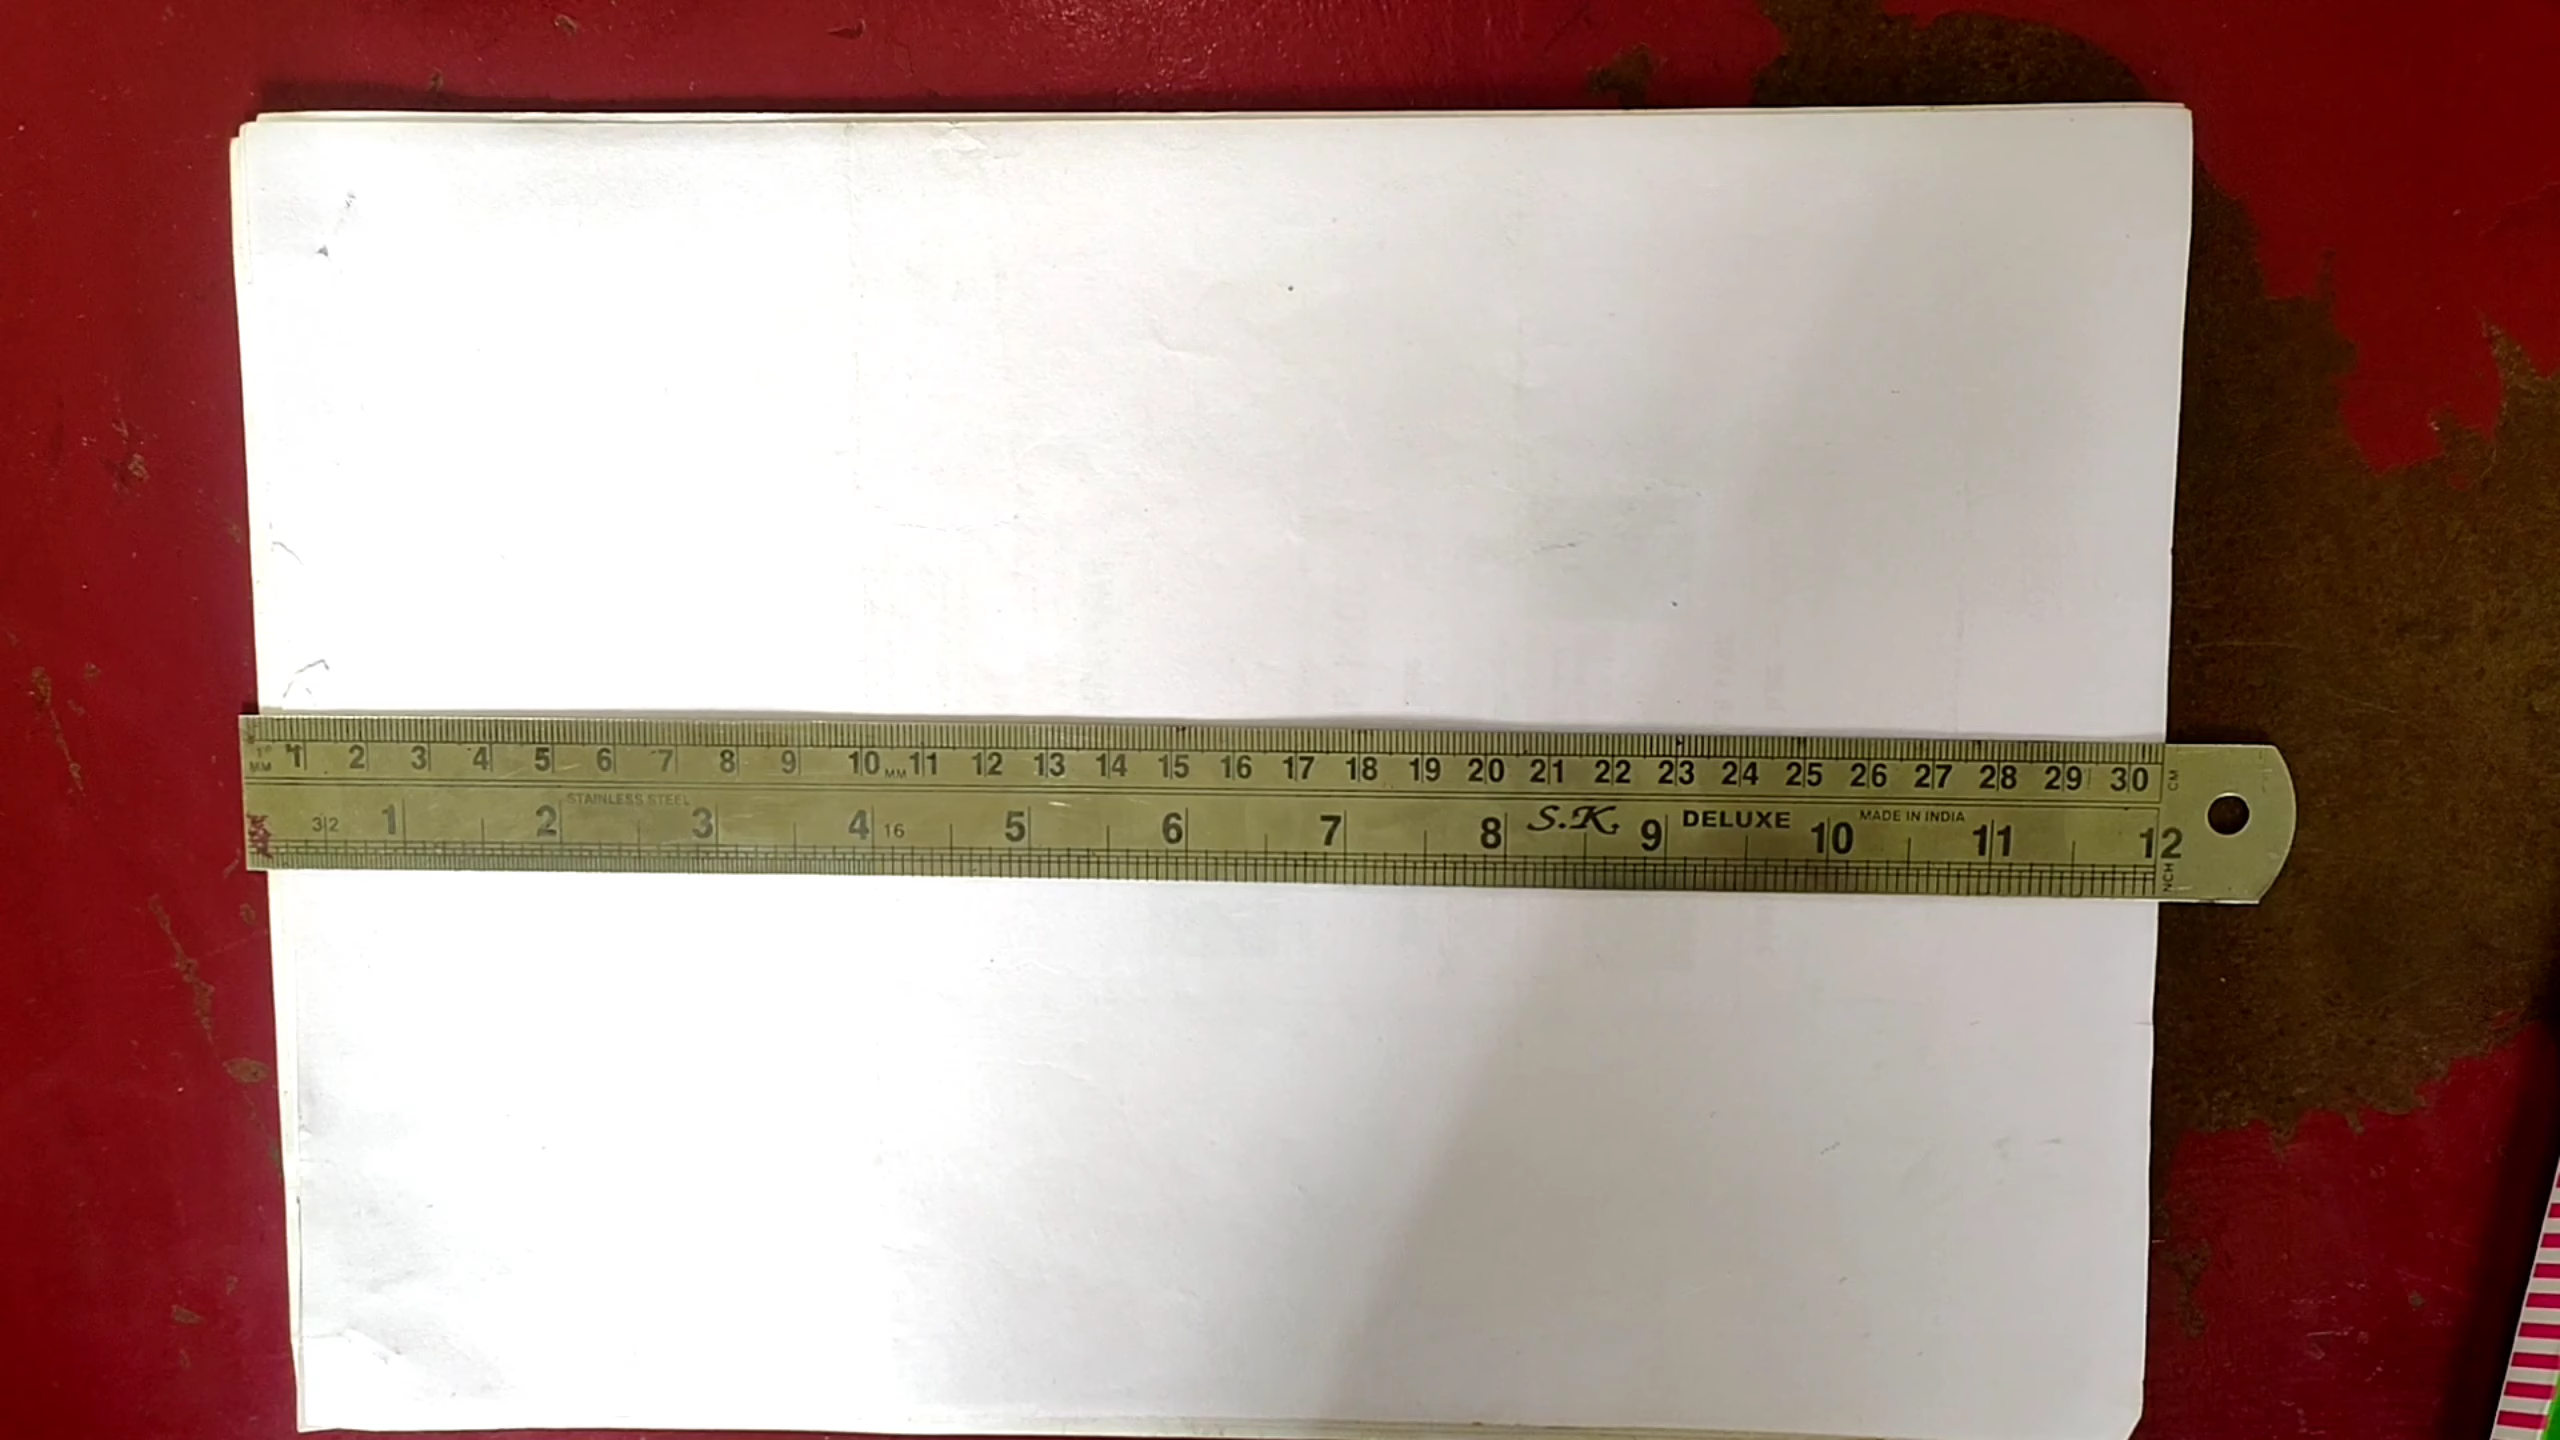 1 2 3 4 5 6 7 8 9 10 MM 11 12 13 14 15 16 17 18 19 20 21 22 23 24 25 26 27 28 29 30 CM
MM
STAINLESS STEEL S.K. DELUXE MADE IN INDIA
32 1 2 3 4 16 5 6 7 8 9 10 11 12